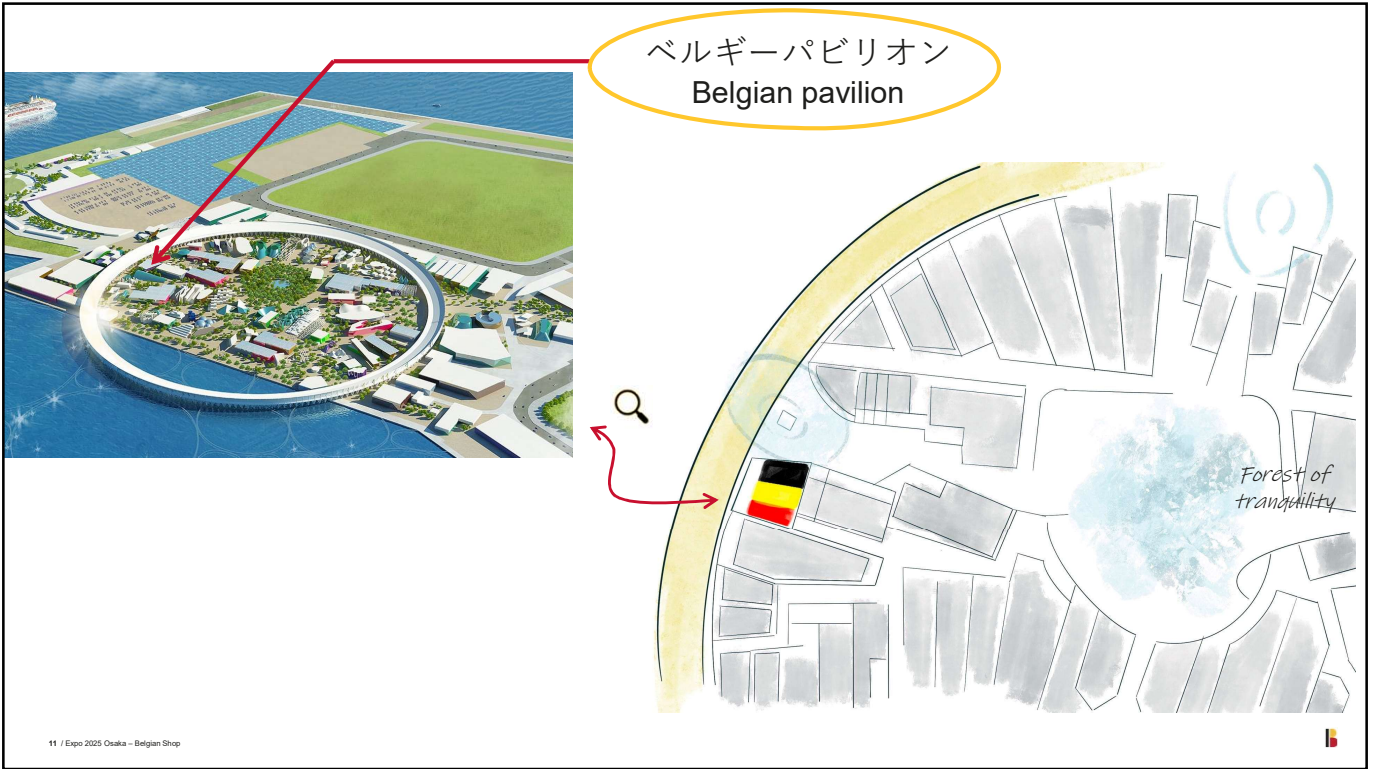 ベルギーパビリオン
Belgian pavilion
Forest of
tranquility
11 / Expo 2025 Osaka – Belgian Shop